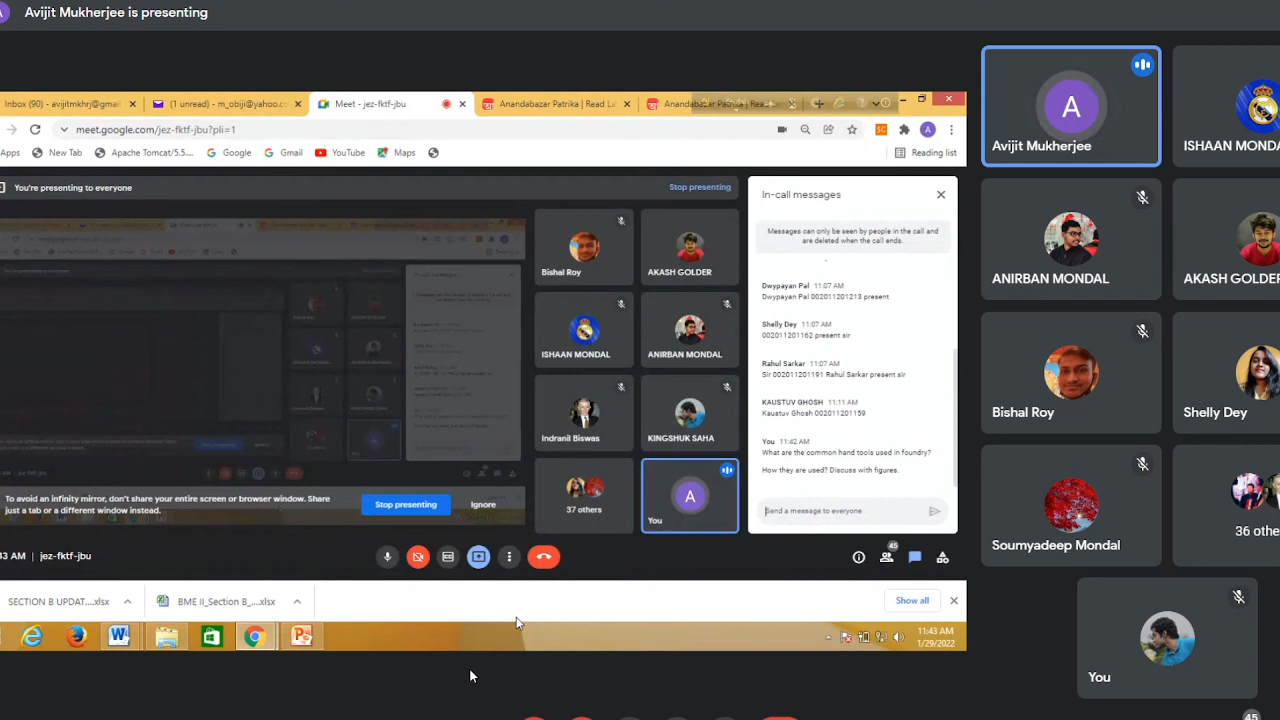 Avijit Mukherjee is presenting
Inbox (90) - avijitmkhrj@gmail
(1 unread) - m_obiji@yahoo.c
Meet - jez-fktf-jbu
Anandabazar Patrika | Read La
Anandabazar Patrika | Rea
meet.google.com/jez-fktf-jbu?pli=1
Apps
New Tab
Apache Tomcat/5.5....
Google
Gmail
YouTube
Maps
Reading list
You're presenting to everyone
Stop presenting
In-call messages
Messages can only be seen by people in the call and
are deleted when the call ends.
Dwypayan Pal 11:07 AM
Dwypayan Pal 002011201213 present
Shelly Dey 11:07 AM
002011201162 present sir
Rahul Sarkar 11:07 AM
Sir 002011201191 Rahul Sarkar present sir
KAUSTUV GHOSH 11:11 AM
Kaustuv Ghosh 002011201159
You 11:42 AM
What are the common hand tools used in foundry?
How they are used? Discuss with figures.
Send a message to everyone
Bishal Roy
AKASH GOLDER
ISHAAN MONDAL
ANIRBAN MONDAL
Indranil Biswas
KINGSHUK SAHA
37 others
A
You
To avoid an infinity mirror, don't share your entire screen or browser window. Share
just a tab or a different window instead.
Stop presenting
Ignore
43 AM | jez-fktf-jbu
45
SECTION B UPDAT....xlsx
BME II_Section B_....xlsx
Show all
11:43 AM
1/29/2022
A
Avijit Mukherjee
ISHAAN MONDA
ANIRBAN MONDAL
AKASH GOLDER
Bishal Roy
Shelly Dey
Soumyadeep Mondal
36 othe
You
45